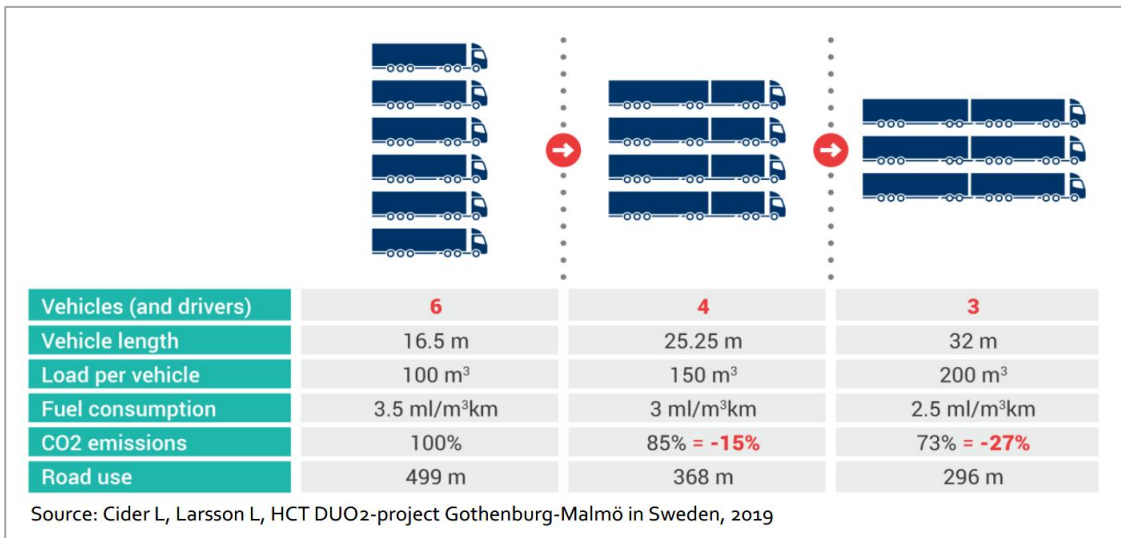 Vehicles (and drivers) 6 4 3
Vehicle length 16.5 m 25.25 m 32 m
Load per vehicle 100 m³ 150 m³ 200 m³
Fuel consumption 3.5 ml/m³km 3 ml/m³km 2.5 ml/m³km
CO2 emissions 100% 85% = -15% 73% = -27%
Road use 499 m 368 m 296 m
Source: Cider L, Larsson L, HCT DUO2-project Gothenburg-Malmö in Sweden, 2019